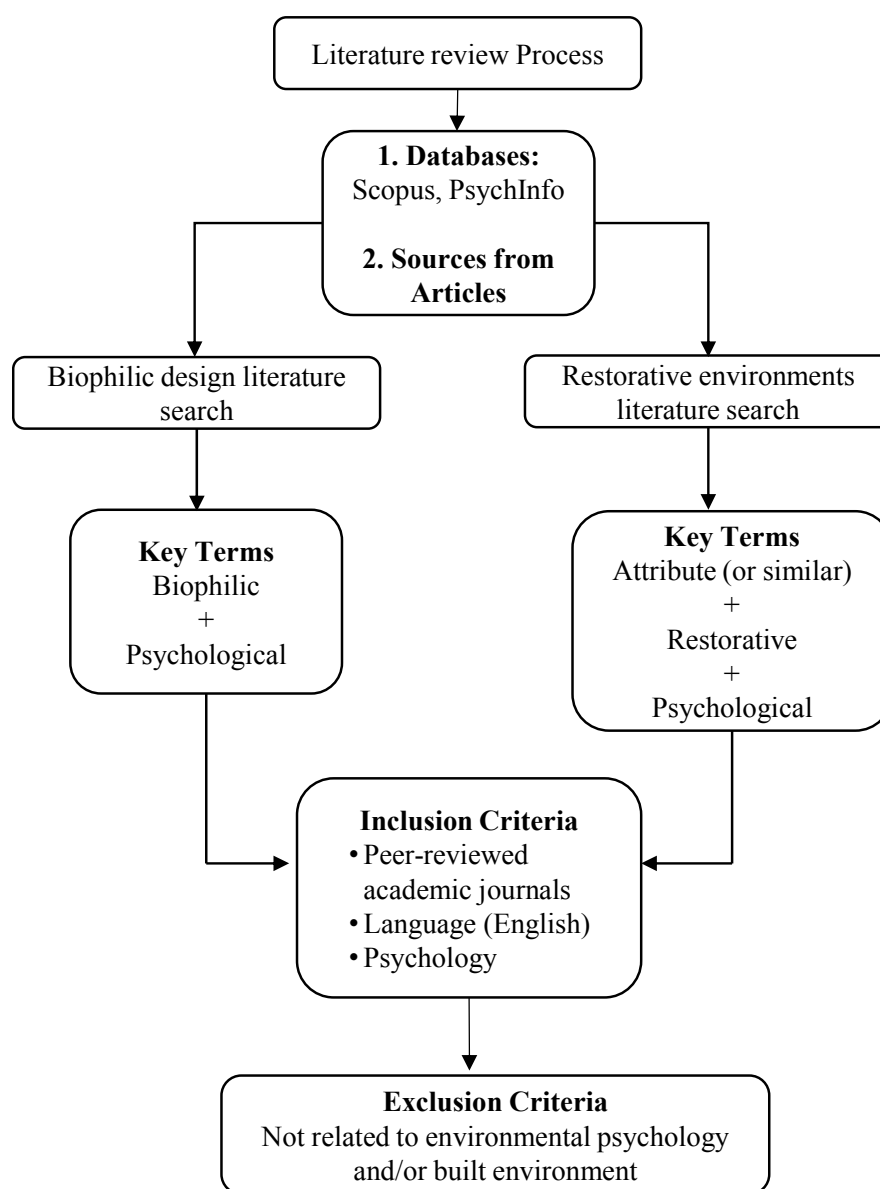 Literature review Process
1. Databases:
Scopus, PsychInfo
2. Sources from
Articles
Biophilic design literature
search
Restorative environments
literature search
Key Terms
Biophilic
+
Psychological
Key Terms
Attribute (or similar)
+
Restorative
+
Psychological
Inclusion Criteria
• Peer-reviewed
academic journals
• Language (English)
• Psychology
Exclusion Criteria
Not related to environmental psychology
and/or built environment